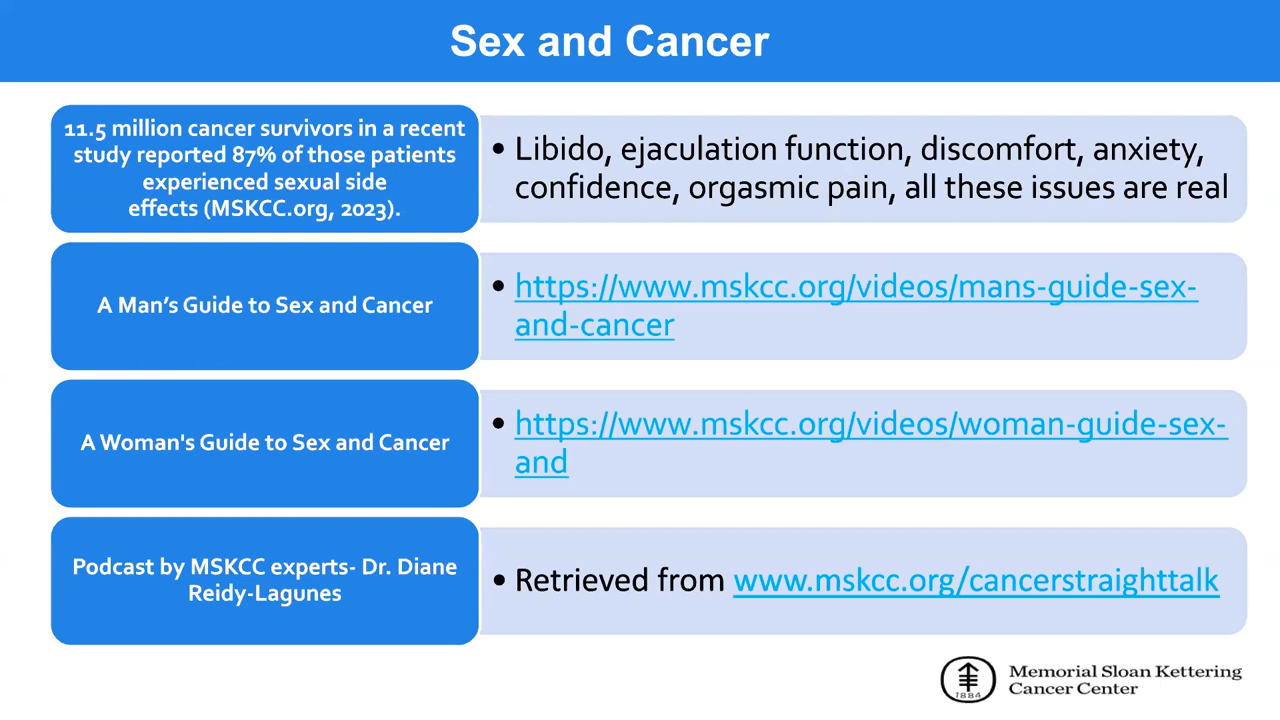 Sex and Cancer
11.5 million cancer survivors in a recent
study reported 87% of those patients
experienced sexual side
effects (MSKCC.org, 2023).
• Libido, ejaculation function, discomfort, anxiety,
confidence, orgasmic pain, all these issues are real
A Man’s Guide to Sex and Cancer
• https://www.mskcc.org/videos/mans-guide-sex-
and-cancer
A Woman's Guide to Sex and Cancer
• https://www.mskcc.org/videos/woman-guide-sex-
and
Podcast by MSKCC experts- Dr. Diane
Reidy-Lagunes
• Retrieved from www.mskcc.org/cancerstraighttalk
1884
Memorial Sloan Kettering
Cancer Center